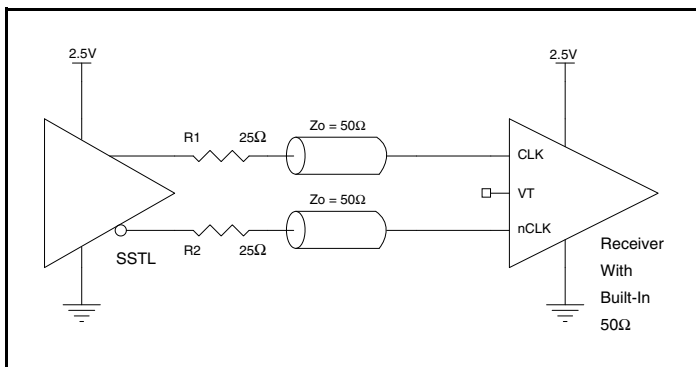 2.5V
2.5V
R1
25Ω
Zo = 50Ω
CLK
VT
Zo = 50Ω
nCLK
SSTL
R2
25Ω
Receiver
With
Built-In
50Ω